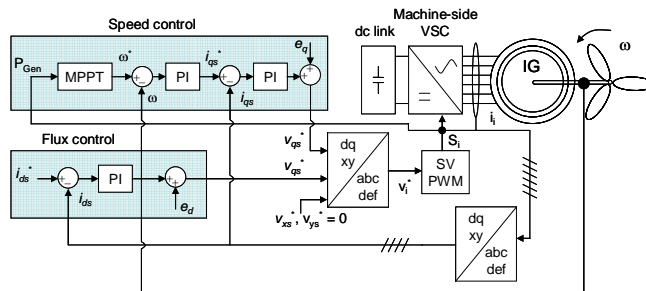 Speed control
P_Gen
MPPT
ω*
ω
PI
i_qs*
i_qs
PI
e_q
dc link
Machine-side
VSC
IG
ω
i_i
S_i
Flux control
i_ds*
i_ds
PI
e_d
v_qs*
v_qs*
v_xs*, v_ys* = 0
dq
xy
abc
def
v_i*
SV
PWM
dq
xy
abc
def